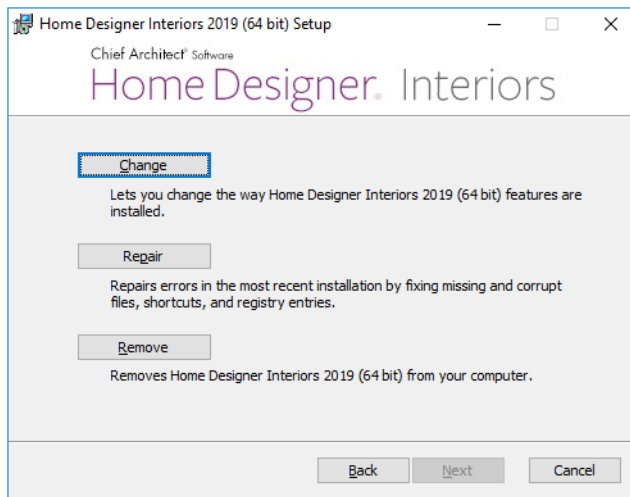 Home Designer Interiors 2019 (64 bit) Setup
Chief Architect® Software
Home Designer® Interiors
Change
Lets you change the way Home Designer Interiors 2019 (64 bit) features are
installed.
Repair
Repairs errors in the most recent installation by fixing missing and corrupt
files, shortcuts, and registry entries.
Remove
Removes Home Designer Interiors 2019 (64 bit) from your computer.
Back
Next
Cancel